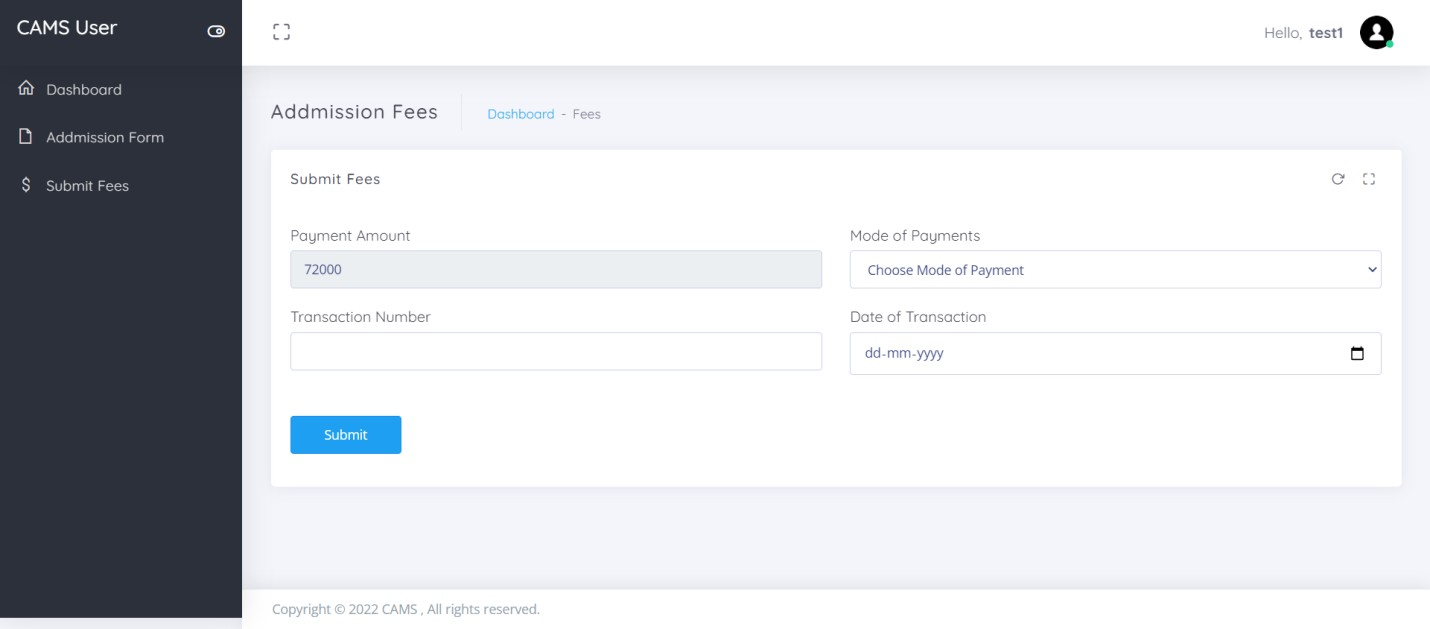 CAMS User
Hello, test1
Dashboard
Addmission Form
Submit Fees
Addmission Fees
Dashboard - Fees
Submit Fees
Payment Amount
Mode of Payments
72000
Choose Mode of Payment
Transaction Number
Date of Transaction
dd-mm-yyyy
Submit
Copyright © 2022 CAMS , All rights reserved.